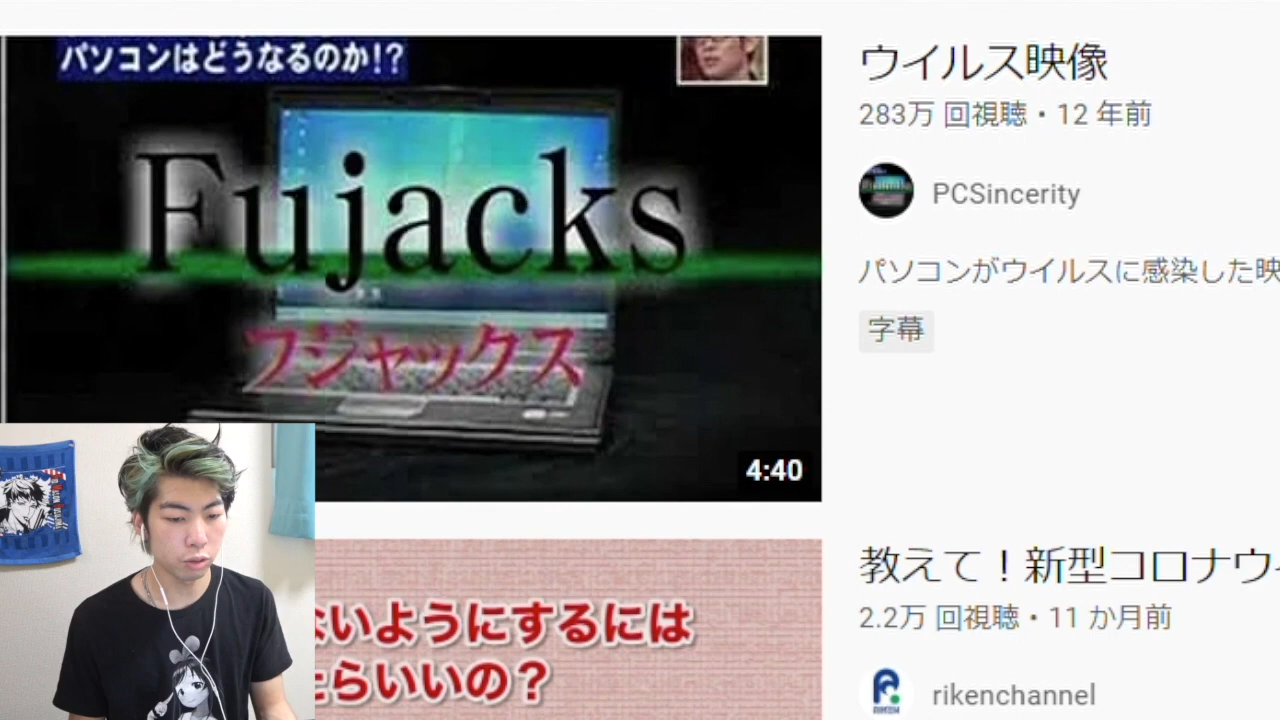 パソコンはどうなるのか!?
Fujacks
フジャックス
4:40
ウイルス映像
283万 回視聴・12 年前
PCSincerity
パソコンがウイルスに感染した映
字幕
ないようにするには
たらいいの？
教えて！新型コロナウ
2.2万 回視聴・11 か月前
rikenchannel